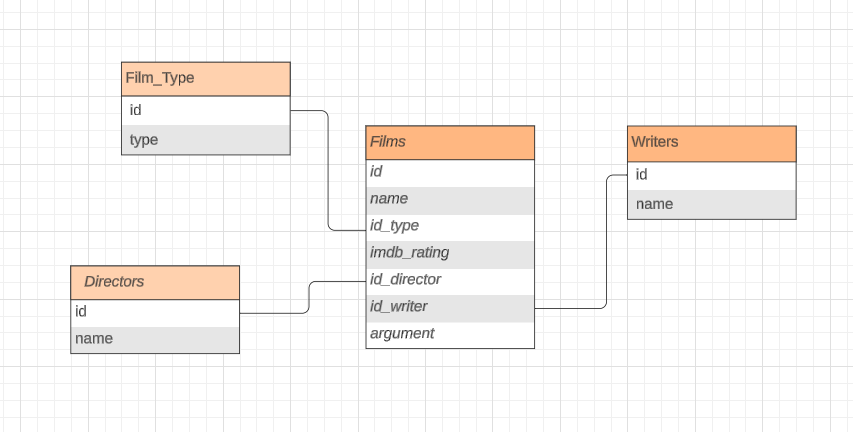 Film_Type
id
type
Films
id
name
id_type
imdb_rating
id_director
id_writer
argument
Writers
id
name
Directors
id
name